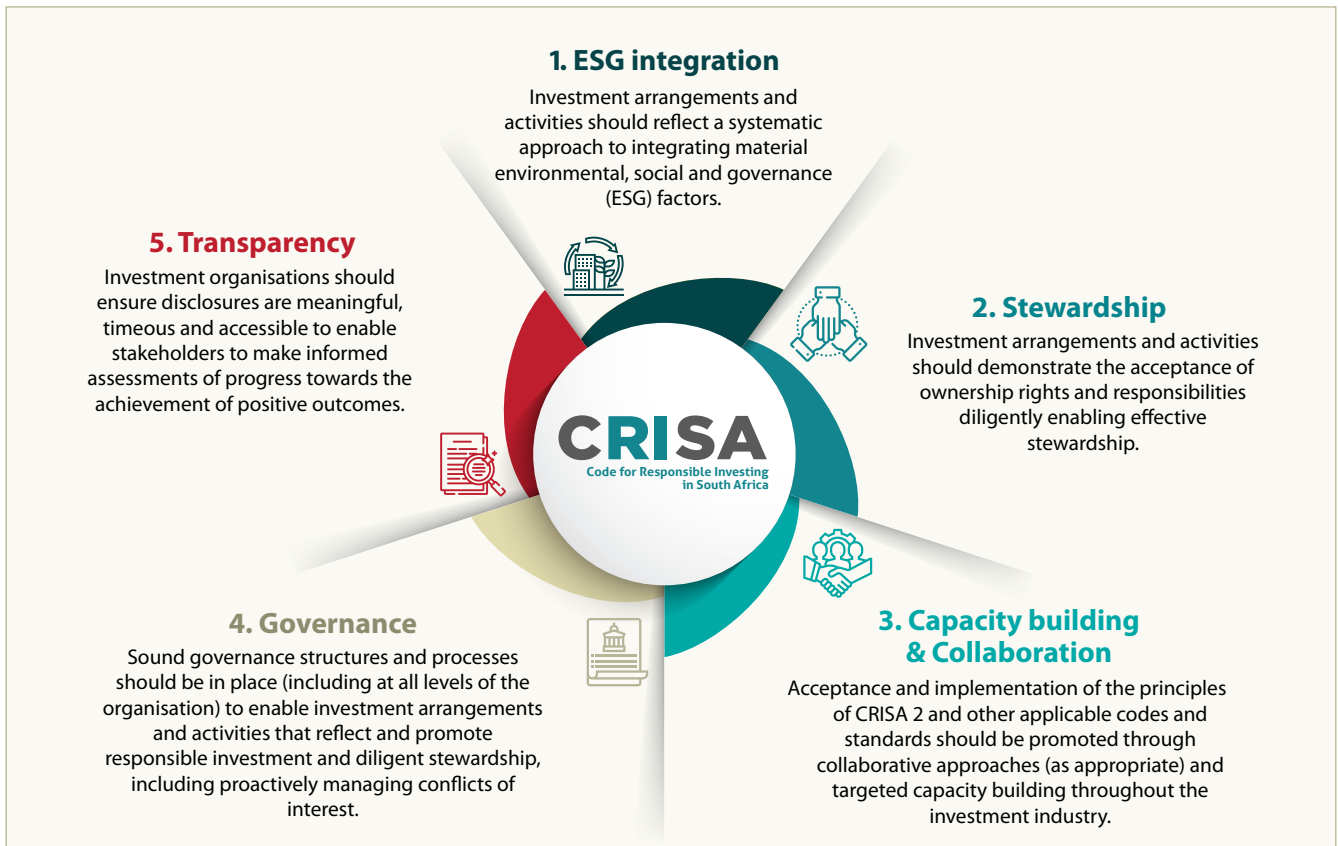 1. ESG integration
Investment arrangements and
activities should reflect a systematic
approach to integrating material
environmental, social and governance
(ESG) factors.
2. Stewardship
Investment arrangements and activities
should demonstrate the acceptance of
ownership rights and responsibilities
diligently enabling effective
stewardship.
3. Capacity building
& Collaboration
Acceptance and implementation of the principles
of CRISA 2 and other applicable codes and
standards should be promoted through
collaborative approaches (as appropriate) and
targeted capacity building throughout the
investment industry.
4. Governance
Sound governance structures and processes
should be in place (including at all levels of the
organisation) to enable investment arrangements
and activities that reflect and promote
responsible investment and diligent stewardship,
including proactively managing conflicts of
interest.
5. Transparency
Investment organisations should
ensure disclosures are meaningful,
timeous and accessible to enable
stakeholders to make informed
assessments of progress towards the
achievement of positive outcomes.
CRISA
Code for Responsible Investing
in South Africa